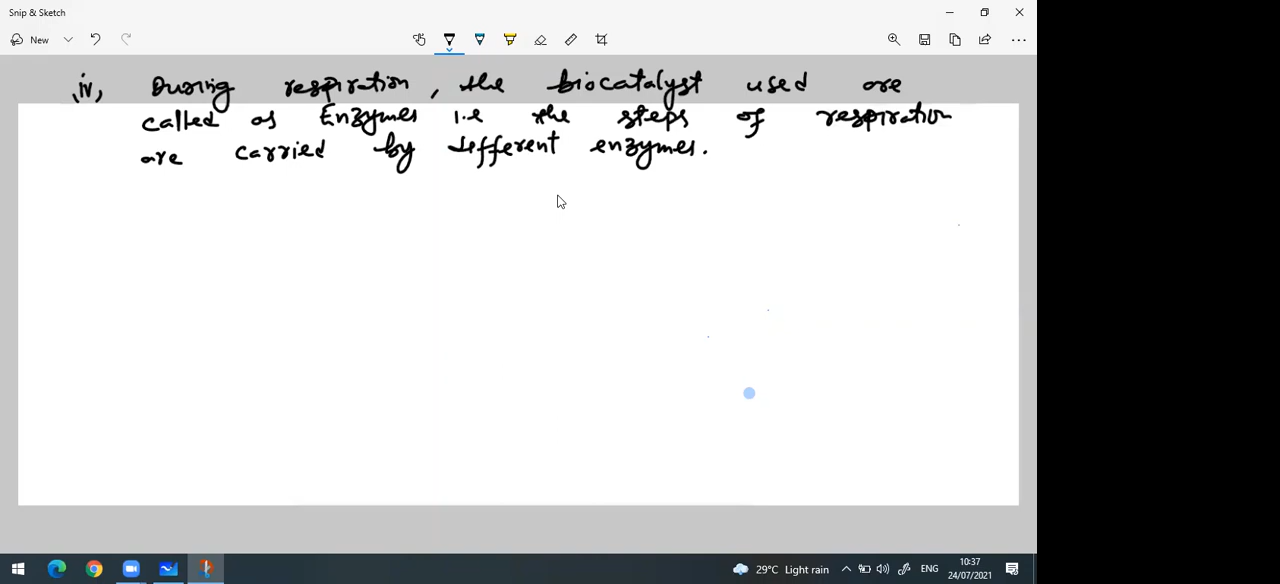 Snip & Sketch
New
iv, During respiration, the biocatalyst used are
called as Enzymes i.e the steps of respiration
are carried by different enzymes.
29°C Light rain
ENG
10:37
24/07/2021